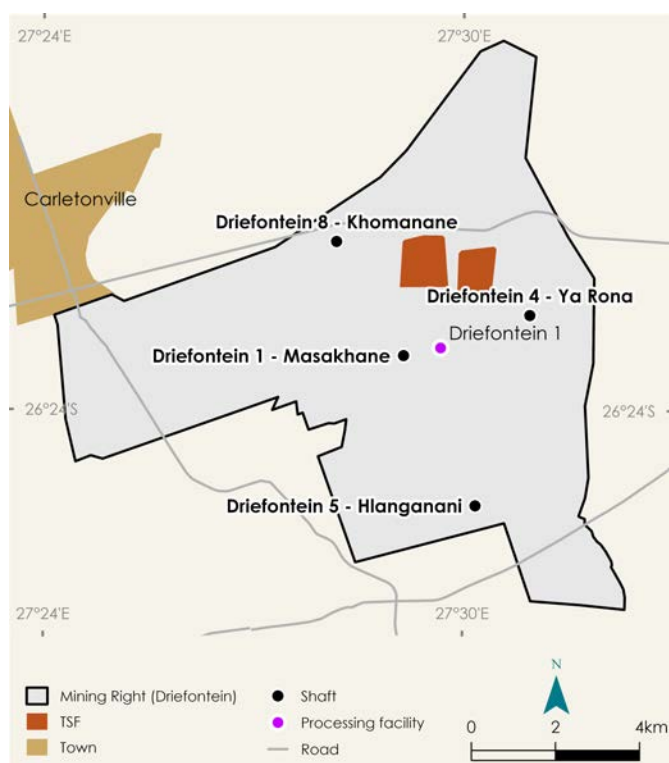 27°24'E
27°30'E
Carletonville
Driefontein 8 - Khomanane
Driefontein 4 - Ya Rona
Driefontein 1
Driefontein 1 - Masakhane
26°24'S
26°24'S
Driefontein 5 - Hlanganani
27°24'E
27°30'E
Mining Right (Driefontein)
Shaft
N
TSF
Processing facility
0 2 4km
Town
Road